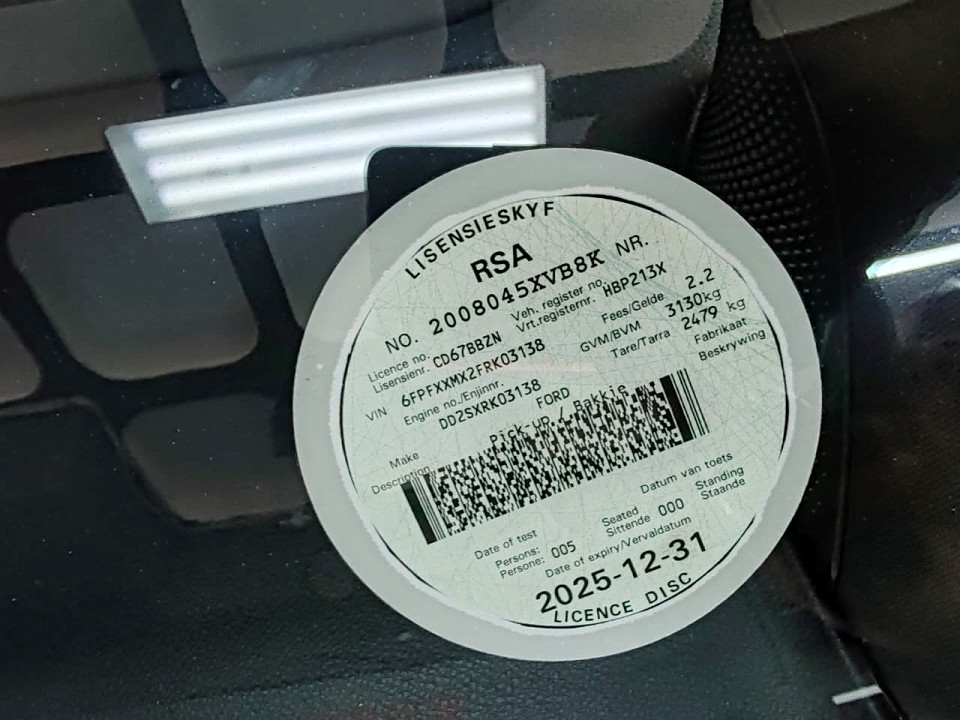 LISENSIESKYF
RSA
NO. 2008045XVB8K NR.
Licence no. Veh. register no.
Lisensienr. CD67BBZN Vrt.registernr. HBP213X
VIN 6FPFXXMX2FRK03138 Fees/Gelde 2.2
Engine no./Enjinnr. GVM/BVM 3130kg
DD2SXRK03138 Tare/Tarra 2479 kg
Make FORD Fabrikaat
Description Pick-up / Bakkie Beskrywing
Date of test Datum van toets
Persons: Seated Standing
Persone: 005 Sittende 000 Staande
Date of expiry/Vervaldatum
2025-12-31
LICENCE DISC